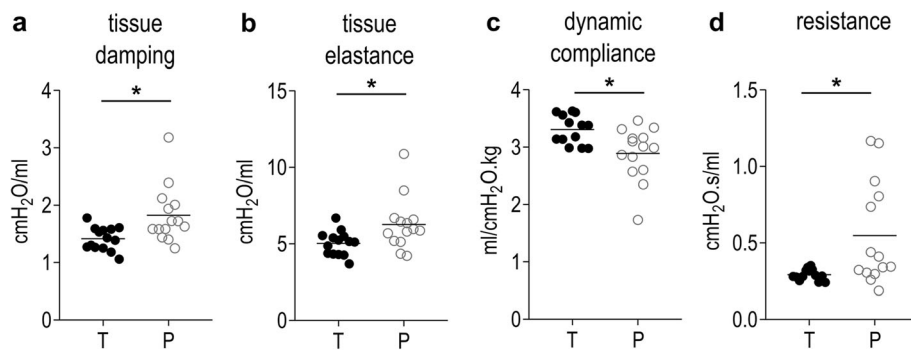 a tissue damping
*
4
3
2
1
0
cmH₂O/ml
T P
b tissue elastance
*
15
10
5
0
cmH₂O/ml
T P
c dynamic compliance
*
4
3
2
1
0
ml/cmH₂O.kg
T P
d resistance
*
1.5
1.0
0.5
0.0
cmH₂O.s/ml
T P